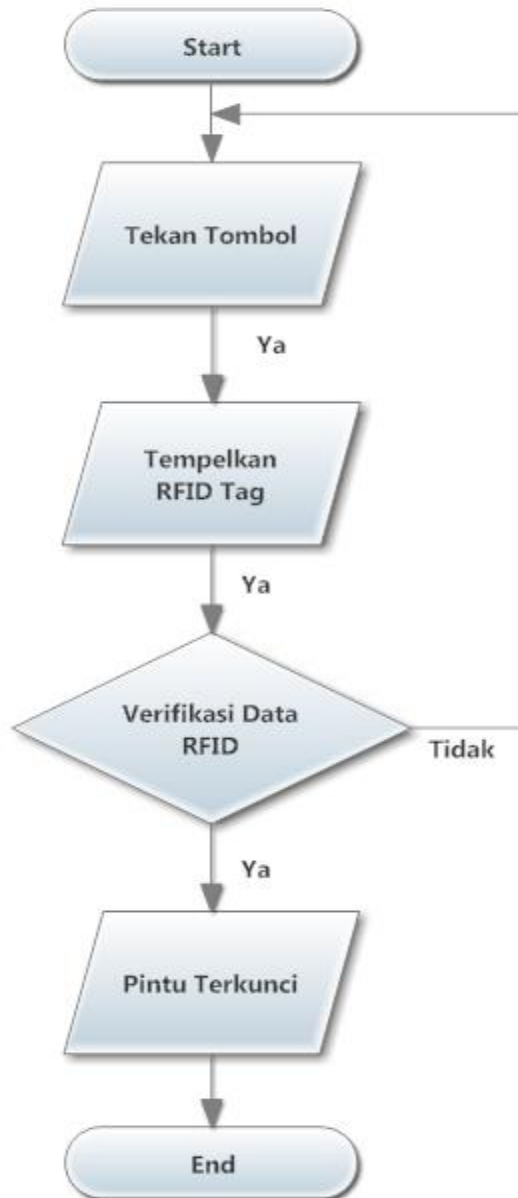 Start
Tekan Tombol
Ya
Tempelkan
RFID Tag
Ya
Verifikasi Data
RFID
Tidak
Ya
Pintu Terkunci
End